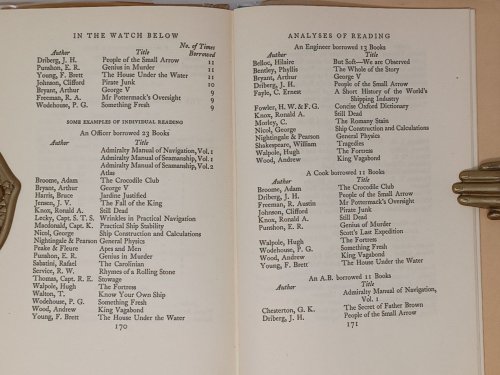 IN THE WATCH BELOW
Author Title No. of Times Borrowed
Driberg, J. H. People of the Small Arrow 11
Punshon, E. R. Genius in Murder 11
Young, F. Brett The House Under the Water 11
Johnson, Clifford Pirate Junk 10
Bryant, Arthur George V 9
Freeman, R. A. Mr Pottermack's Oversight 9
Wodehouse, P. G. Something Fresh 9
SOME EXAMPLES OF INDIVIDUAL READING
An Officer borrowed 23 Books
Author Title
Admiralty Manual of Navigation, Vol. 1
Admiralty Manual of Seamanship, Vol. 1
Admiralty Manual of Seamanship, Vol. 2
Atlas
Broome, Adam The Crocodile Club
Bryant, Arthur George V
Harris, Bruce Jardine Justified
Jensen, J. V. The Fall of the King
Knox, Ronald A. Still Dead
Lecky, Capt. S. T. S. Wrinkles in Practical Navigation
Macdonald, Capt. K. Practical Ship Stability
Nicol, George Ship Construction and Calculations
Nightingale & Pearson General Physics
Peake & Fleure Apes and Men
Punshon, E. R. Genius in Murder
Sabatini, Rafael The Carolinian
Service, R. W. Rhymes of a Rolling Stone
Thomas, Capt. R. E. Stowage
Walpole, Hugh The Fortress
Walton, T. Know Your Own Ship
Wodehouse, P. G. Something Fresh
Wood, Andrew King Vagabond
Young, F. Brett The House Under the Water
170
ANALYSES OF READING
An Engineer borrowed 13 Books
Author Title
Belloc, Hilaire But Soft—We are Observed
Bentley, Phyllis The Whole of the Story
Bryant, Arthur George V
Driberg, J. H. People of the Small Arrow
Fayle, C. Ernest A Short History of the World's
Shipping Industry
Fowler, H. W. & F. G. Concise Oxford Dictionary
Knox, Ronald A. Still Dead
Morley, C. The Romany Stain
Nicol, George Ship Construction and Calculations
Nightingale & Pearson General Physics
Shakespeare, William Tragedies
Walpole, Hugh The Fortress
Wood, Andrew King Vagabond
A Cook borrowed 11 Books
Author Title
Broome, Adam The Crocodile Club
Driberg, J. H. People of the Small Arrow
Freeman, R. Austin Mr Pottermack's Oversight
Johnson, Clifford Pirate Junk
Knox, Ronald A. Still Dead
Genius of Murder
Scott's Last Expedition
Walpole, Hugh The Fortress
Wodehouse, P. G. Something Fresh
Wood, Andrew King Vagabond
Young, F. Brett The House Under the Water
An A.B. borrowed 11 Books
Author Title
Admiralty Manual of Navigation,
Vol. 1
Chesterton, G. K. The Secret of Father Brown
Driberg, J. H. People of the Small Arrow
171